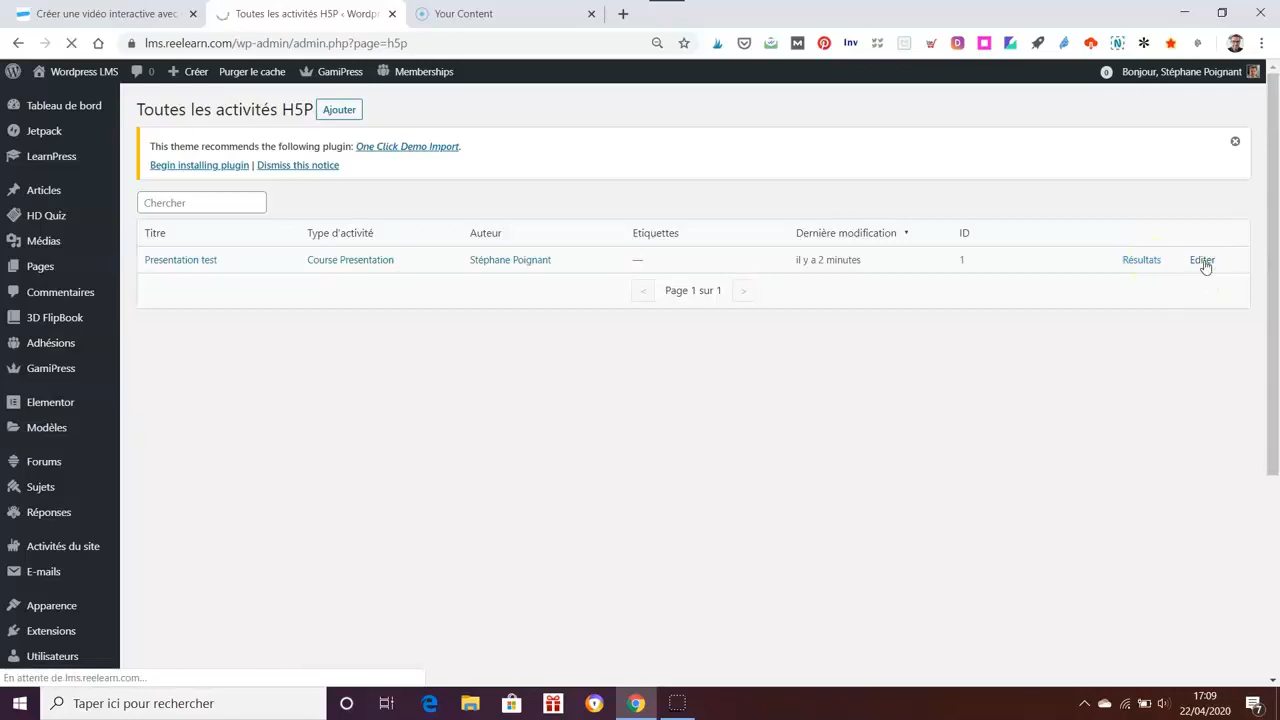 Créer une vidéo interactive avec
Toutes les activités H5P ‹ Wordpr
Your Content
lms.reelearn.com/wp-admin/admin.php?page=h5p
Wordpress LMS
0
Créer
Purger le cache
GamiPress
Memberships
0
Bonjour, Stéphane Poignant
Tableau de bord
Jetpack
LearnPress
Articles
HD Quiz
Médias
Pages
Commentaires
3D FlipBook
Adhésions
GamiPress
Elementor
Modèles
Forums
Sujets
Réponses
Activités du site
E-mails
Apparence
Extensions
Utilisateurs
Toutes les activités H5P
Ajouter
This theme recommends the following plugin: One Click Demo Import.
Begin installing plugin | Dismiss this notice
Chercher
Titre Type d'activité Auteur Etiquettes Dernière modification ID
Presentation test Course Presentation Stéphane Poignant — il y a 2 minutes 1 Résultats Editer
< Page 1 sur 1 >
En attente de lms.reelearn.com...
Taper ici pour rechercher
17:09
22/04/2020
7